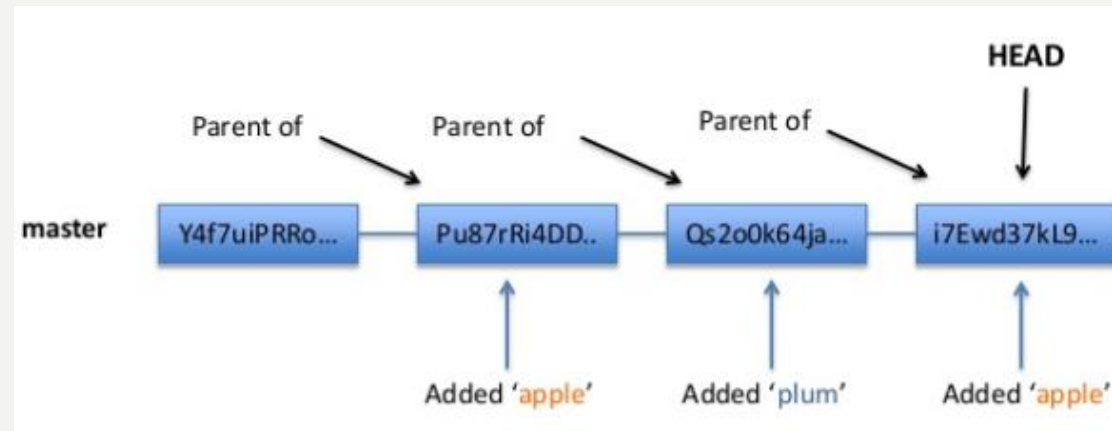 HEAD
Parent of
Parent of
Parent of
master
Y4f7uiPRRo...
Pu87rRi4DD..
Qs2o0k64ja...
i7Ewd37kL9...
Added ‘apple’
Added ‘plum’
Added ‘apple’